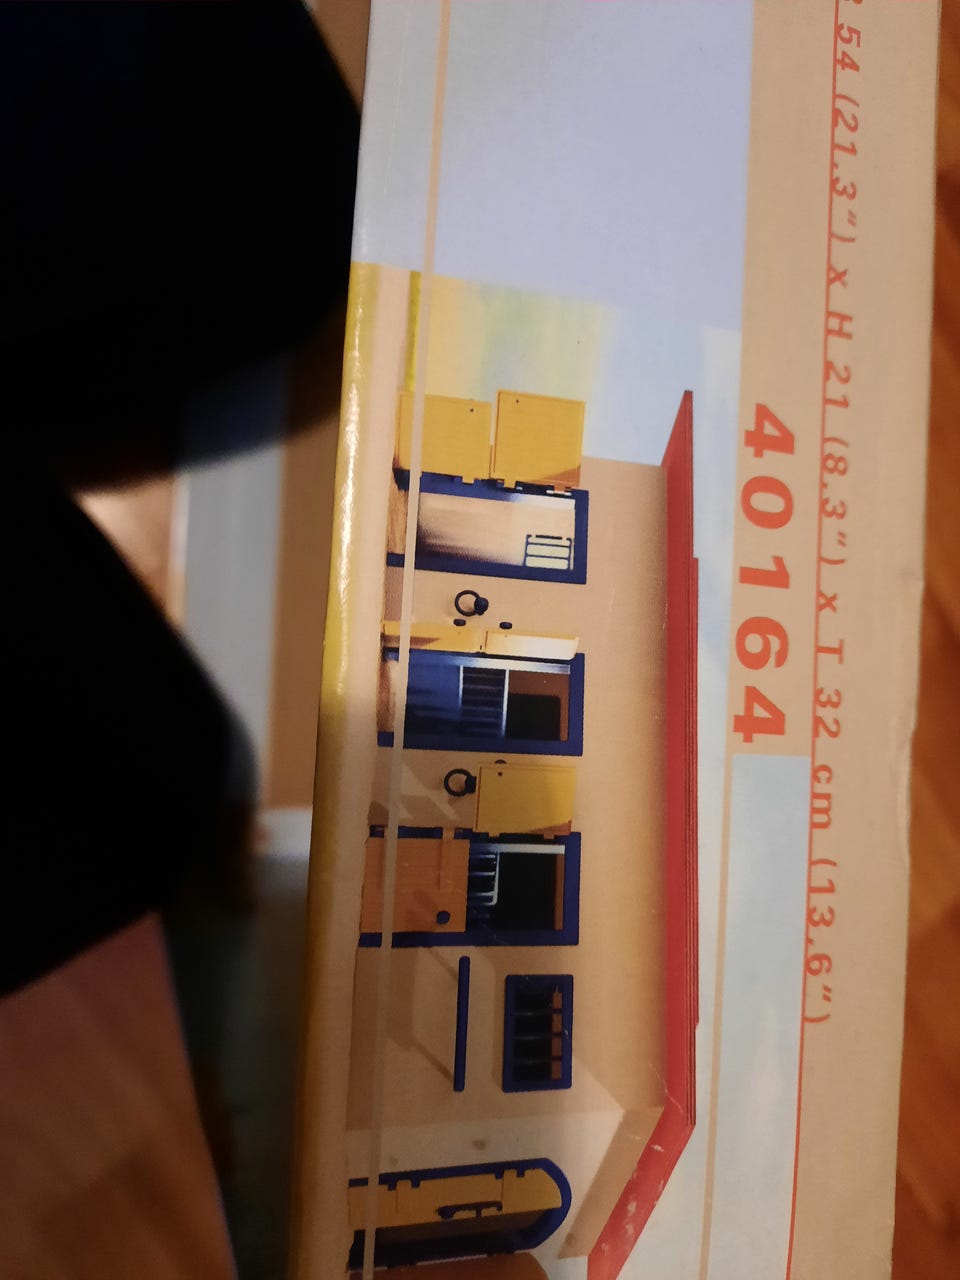 54 (21.3") x H 21 (8.3") x T 32 cm (13.6")
40164